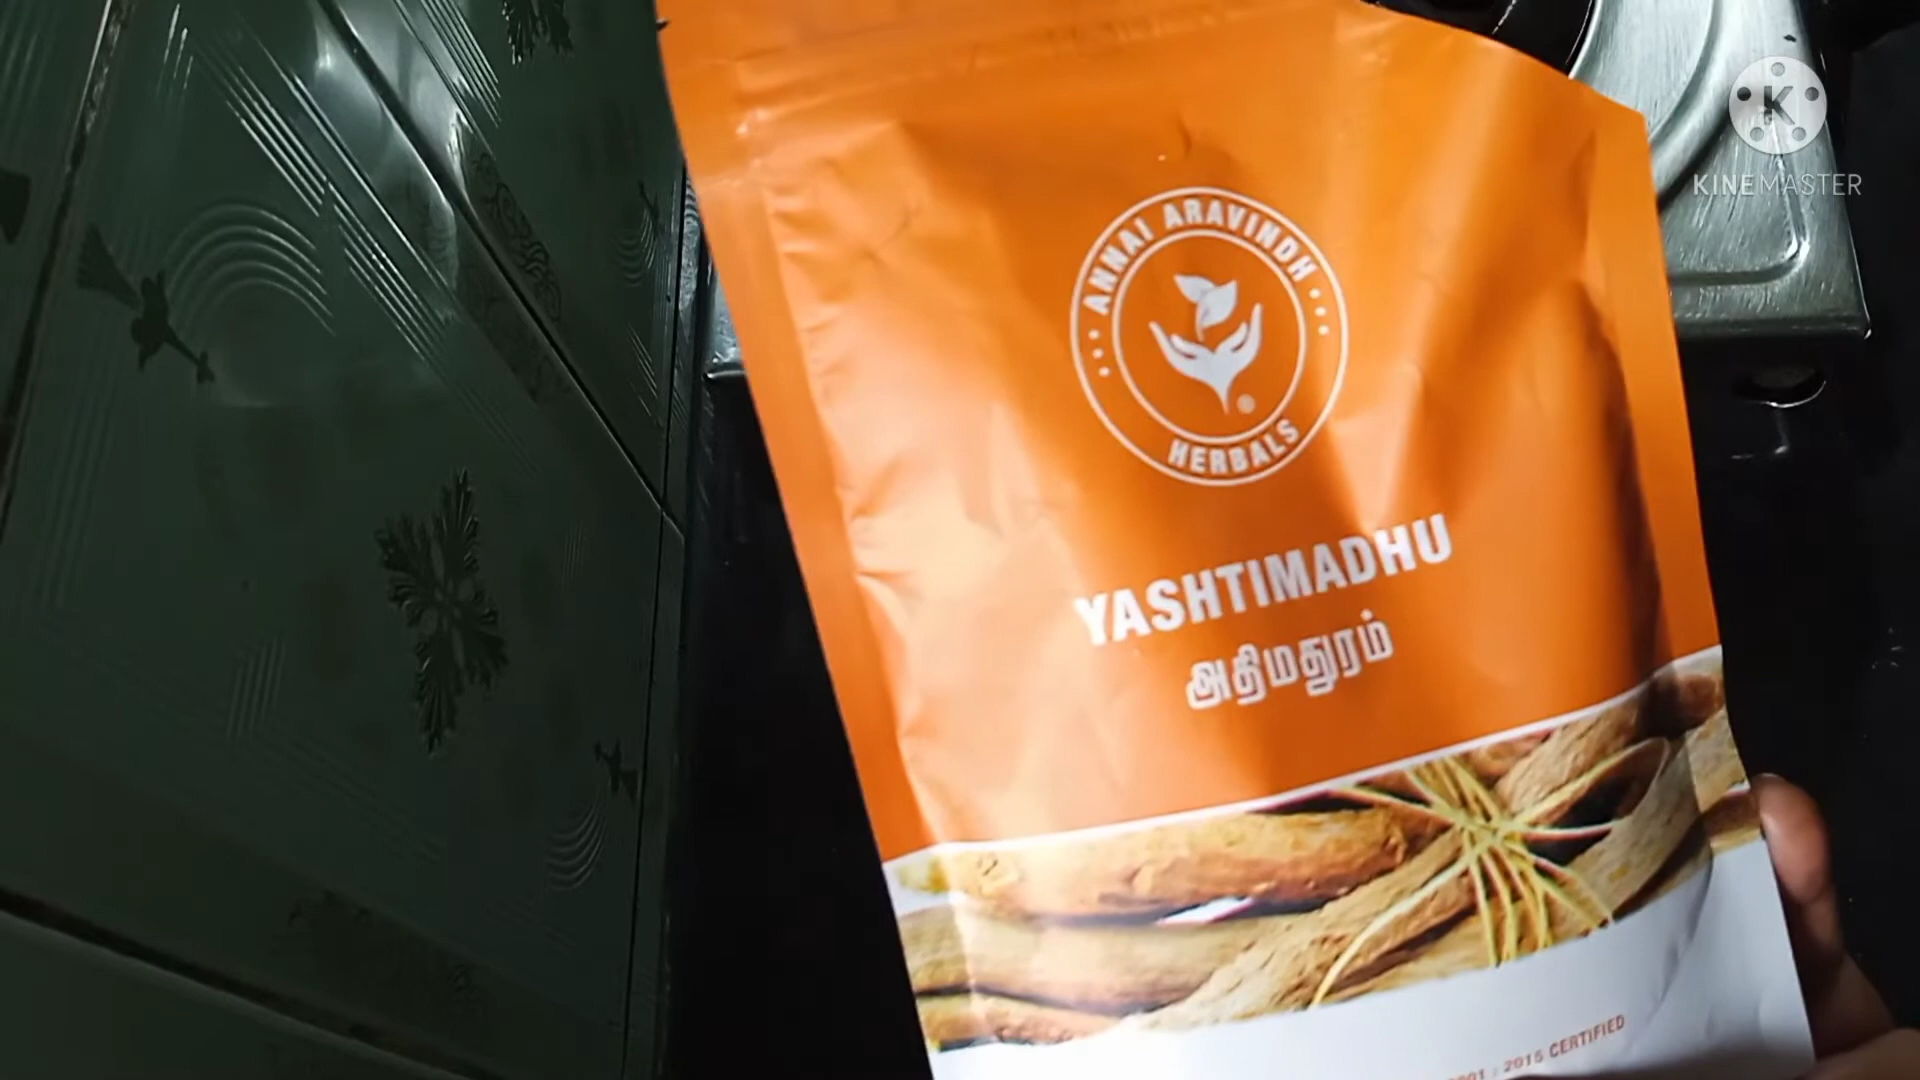 ANNAI ARAVINDH
HERBALS
YASHTIMADHU
அதிமதுரம்
: 2015 CERTIFIED
K
KINEMASTER